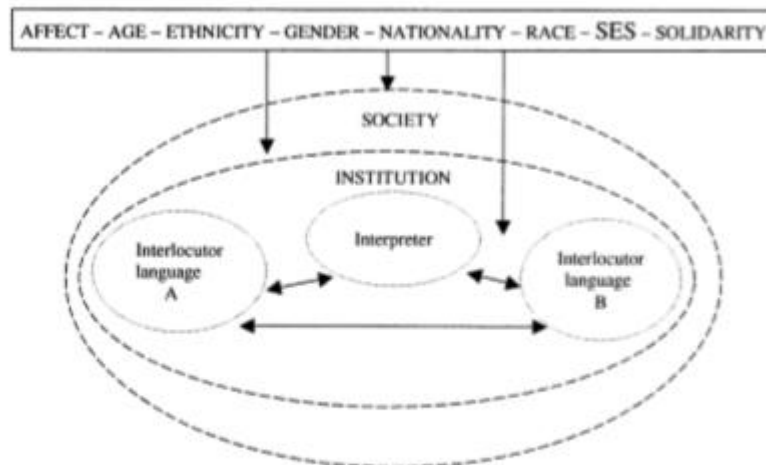 AFFECT – AGE – ETHNICITY – GENDER – NATIONALITY – RACE – SES – SOLIDARITY
SOCIETY
INSTITUTION
Interpreter
Interlocutor
language
A
Interlocutor
language
B